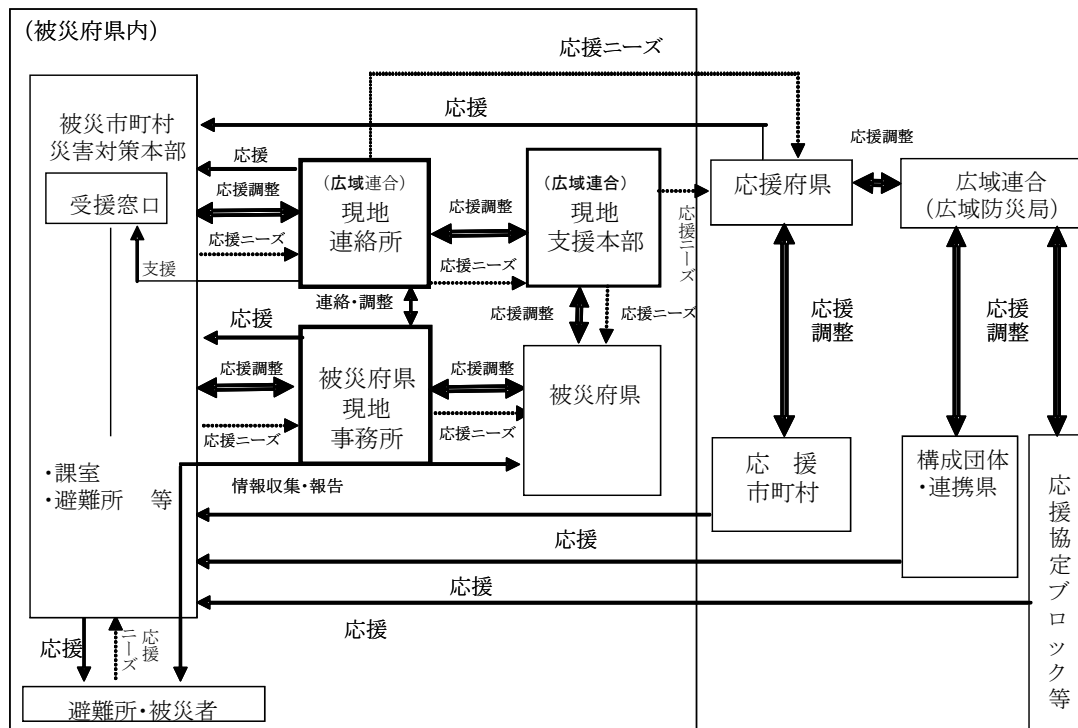 (被災府県内)
応援ニーズ
応援
被災市町村
災害対策本部
受援窓口
応援
応援調整
応援ニーズ
支援
(広域連合)
現地
連絡所
応援調整
応援ニーズ
(広域連合)
現地
支援本部
応援ニーズ
応援府県
応援調整
広域連合
(広域防災局)
連絡・調整
応援調整
応援ニーズ
応援
応援調整
応援ニーズ
被災府県
現地
事務所
応援調整
応援ニーズ
被災府県
応援
調整
応援
調整
・課室
・避難所 等
情報収集・報告
応 援
市町村
構成団体
・連携県
応援協定ブロック等
応援
応援
応援
応援
応援
ニーズ
避難所・被災者